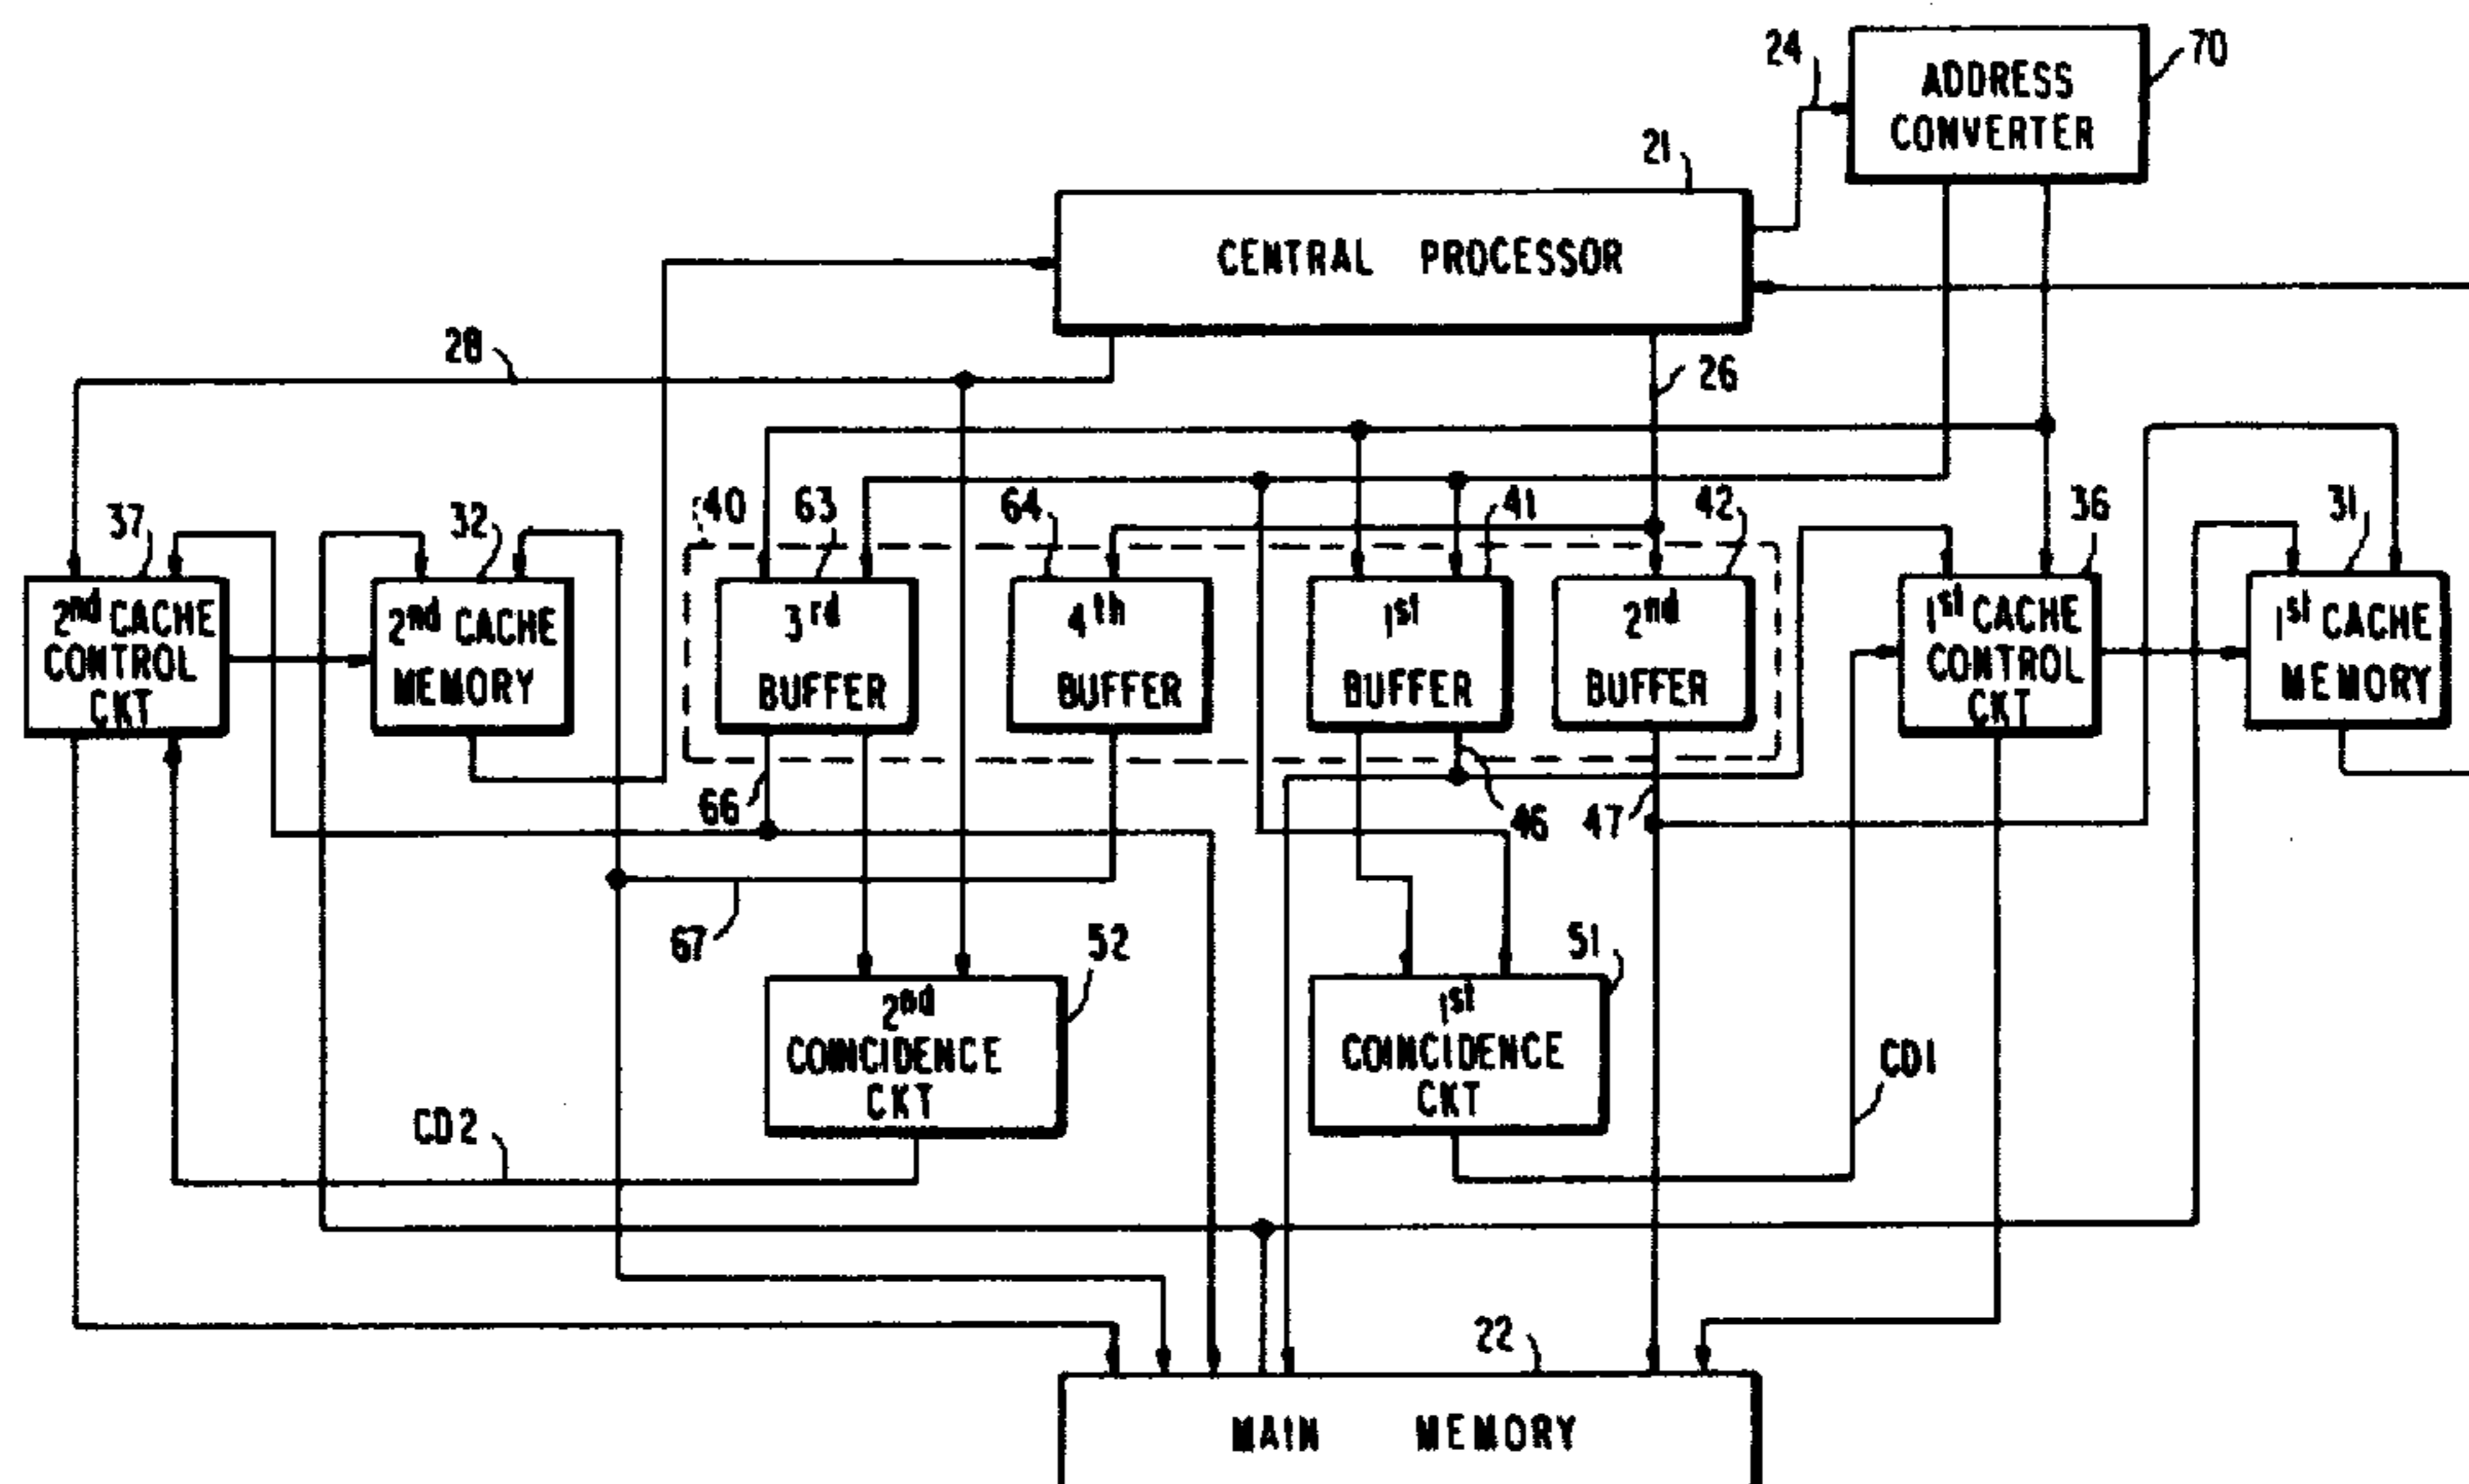 24
70
ADDRESS
CONVERTER
21
CENTRAL PROCESSOR
28
26
37
32
40
63
64
41
42
36
31
2nd CACHE
CONTROL
CKT
2nd CACHE
MEMORY
3rd
BUFFER
4th
BUFFER
1st
BUFFER
2nd
BUFFER
1st CACHE
CONTROL
CKT
1st CACHE
MEMORY
66
46
47
67
52
51
2nd
COINCIDENCE
CKT
1st
COINCIDENCE
CKT
CD1
CD2
22
MAIN MEMORY